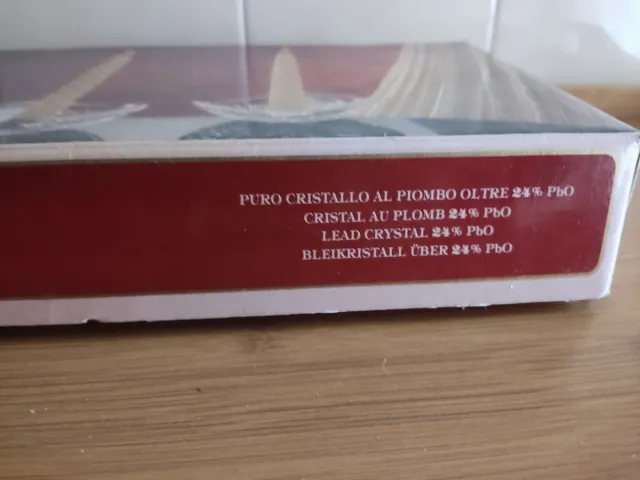 PURO CRISTALLO AL PIOMBO OLTRE 24% PbO
CRISTAL AU PLOMB 24% PbO
LEAD CRYSTAL 24% PbO
BLEIKRISTALL ÜBER 24% PbO